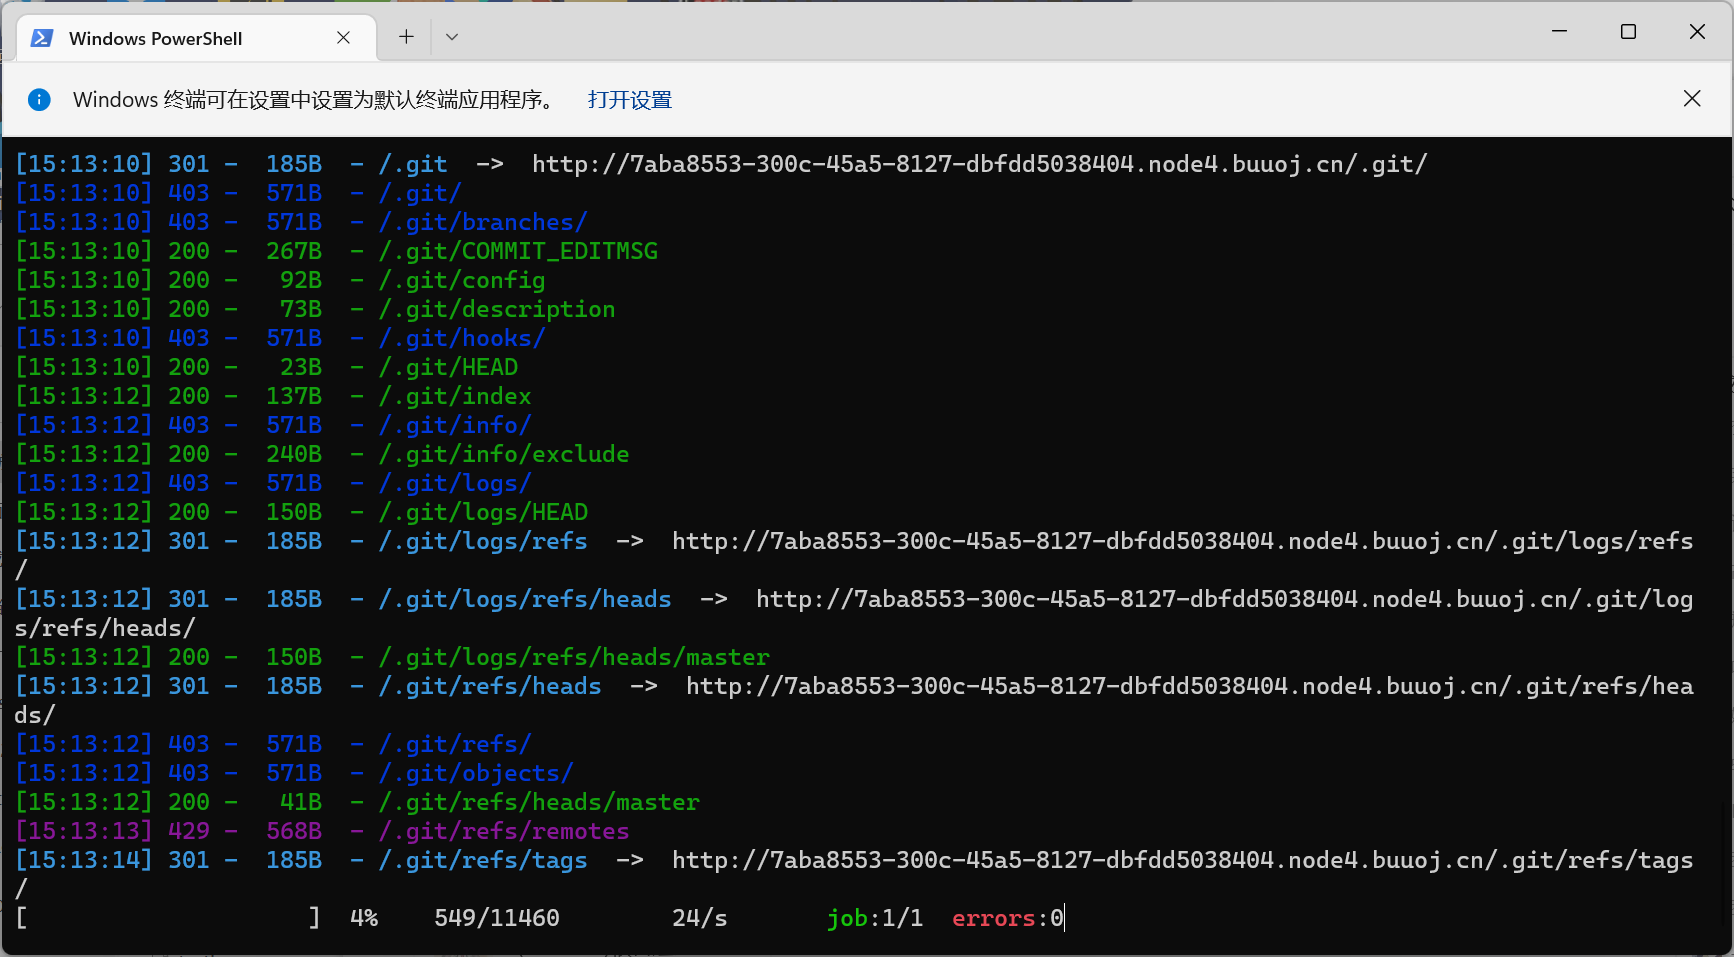 Windows PowerShell
Windows 终端可在设置中设置为默认终端应用程序。 打开设置
[15:13:10] 301 -  185B  - /.git  ->  http://7aba8553-300c-45a5-8127-dbfdd5038404.node4.buuoj.cn/.git/
[15:13:10] 403 -  571B  - /.git/
[15:13:10] 403 -  571B  - /.git/branches/
[15:13:10] 200 -  267B  - /.git/COMMIT_EDITMSG
[15:13:10] 200 -   92B  - /.git/config
[15:13:10] 200 -   73B  - /.git/description
[15:13:10] 403 -  571B  - /.git/hooks/
[15:13:10] 200 -   23B  - /.git/HEAD
[15:13:12] 200 -  137B  - /.git/index
[15:13:12] 403 -  571B  - /.git/info/
[15:13:12] 200 -  240B  - /.git/info/exclude
[15:13:12] 403 -  571B  - /.git/logs/
[15:13:12] 200 -  150B  - /.git/logs/HEAD
[15:13:12] 301 -  185B  - /.git/logs/refs  ->  http://7aba8553-300c-45a5-8127-dbfdd5038404.node4.buuoj.cn/.git/logs/refs
/
[15:13:12] 301 -  185B  - /.git/logs/refs/heads  ->  http://7aba8553-300c-45a5-8127-dbfdd5038404.node4.buuoj.cn/.git/log
s/refs/heads/
[15:13:12] 200 -  150B  - /.git/logs/refs/heads/master
[15:13:12] 301 -  185B  - /.git/refs/heads  ->  http://7aba8553-300c-45a5-8127-dbfdd5038404.node4.buuoj.cn/.git/refs/hea
ds/
[15:13:12] 403 -  571B  - /.git/refs/
[15:13:12] 403 -  571B  - /.git/objects/
[15:13:12] 200 -   41B  - /.git/refs/heads/master
[15:13:13] 429 -  568B  - /.git/refs/remotes
[15:13:14] 301 -  185B  - /.git/refs/tags  ->  http://7aba8553-300c-45a5-8127-dbfdd5038404.node4.buuoj.cn/.git/refs/tags
/
[                    ]  4%    549/11460        24/s       job:1/1  errors:0